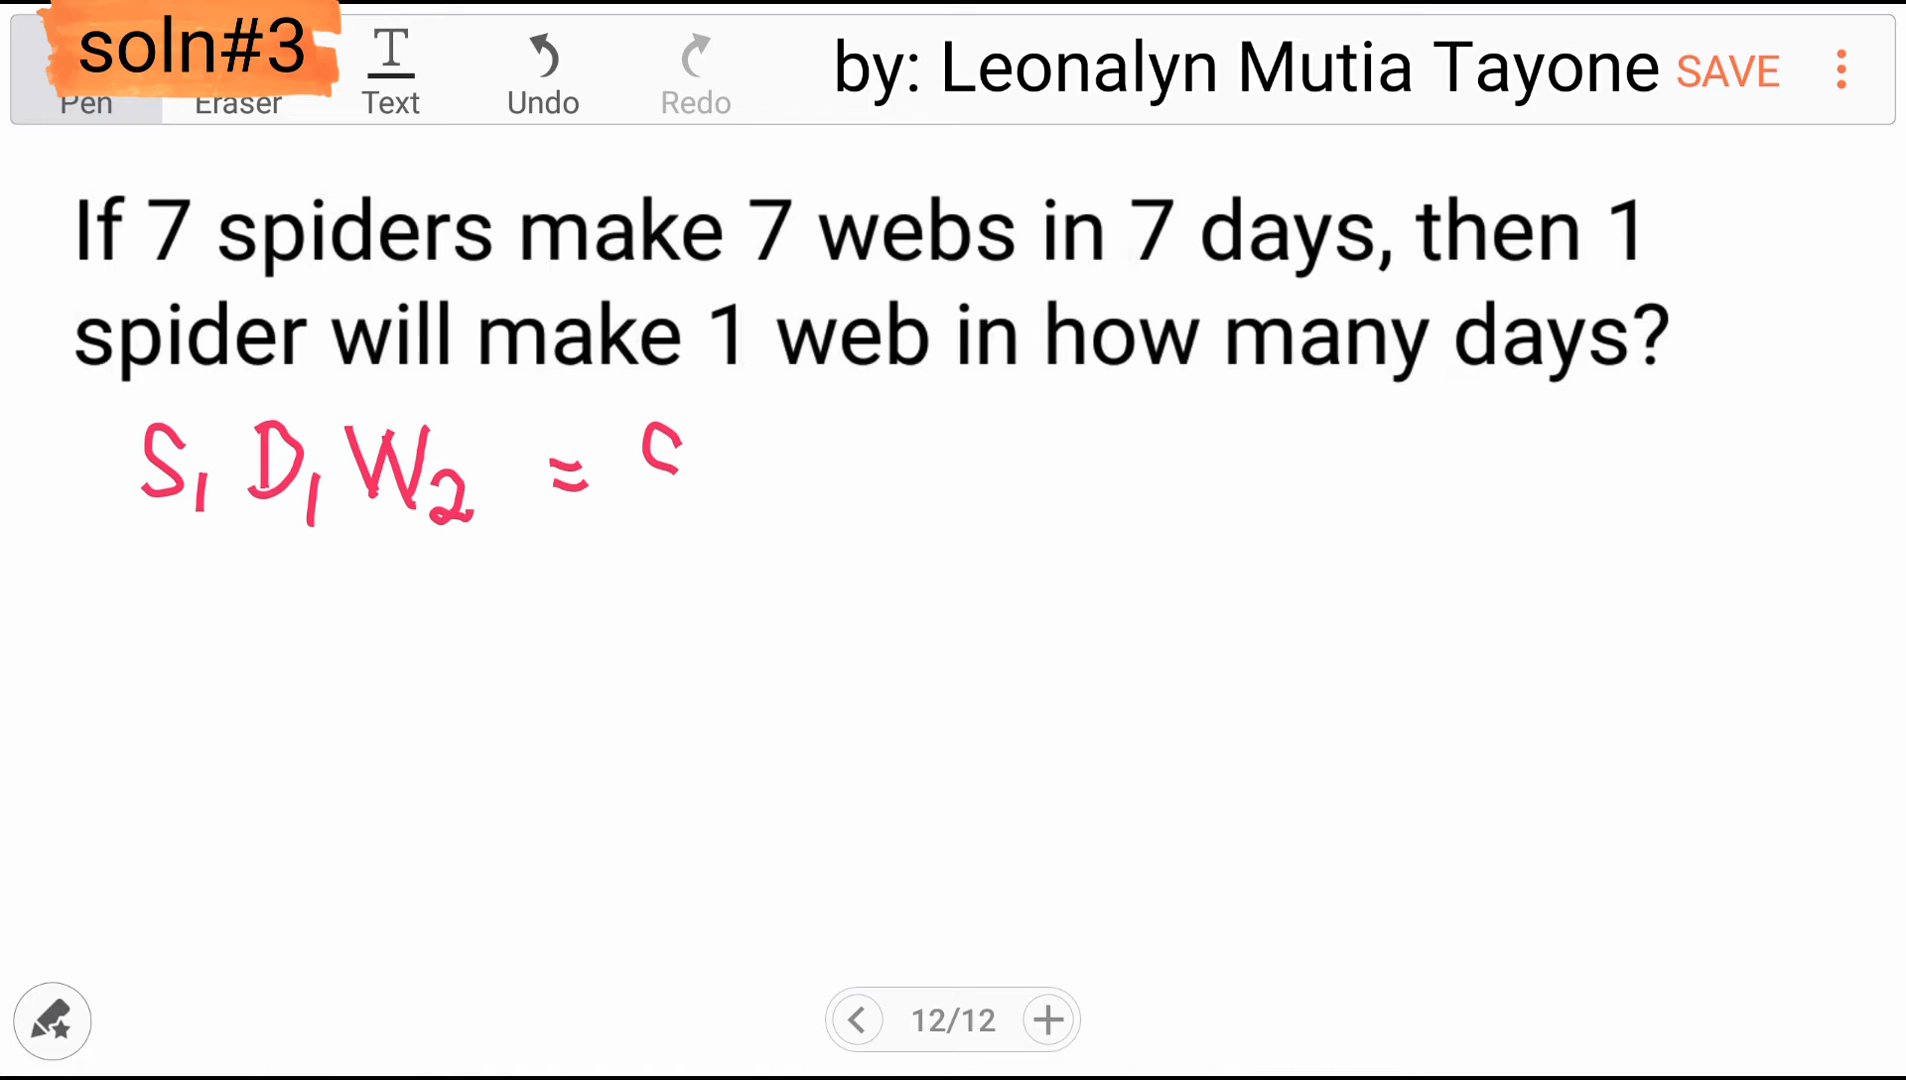 soln#3
T
by: Leonalyn Mutia Tayone
SAVE
Pen
Eraser
Text
Undo
Redo
If 7 spiders make 7 webs in 7 days, then 1
spider will make 1 web in how many days?
S₁ D₁ W₂ =
12/12